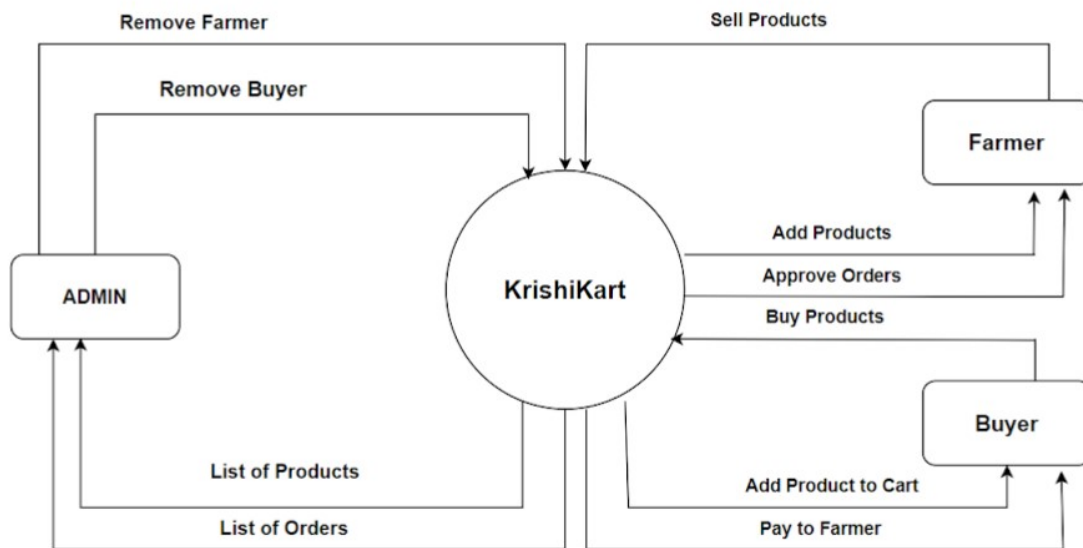 Remove Farmer
Sell Products
Remove Buyer
Farmer
Add Products
Approve Orders
ADMIN
KrishiKart
Buy Products
Buyer
List of Products
Add Product to Cart
List of Orders
Pay to Farmer